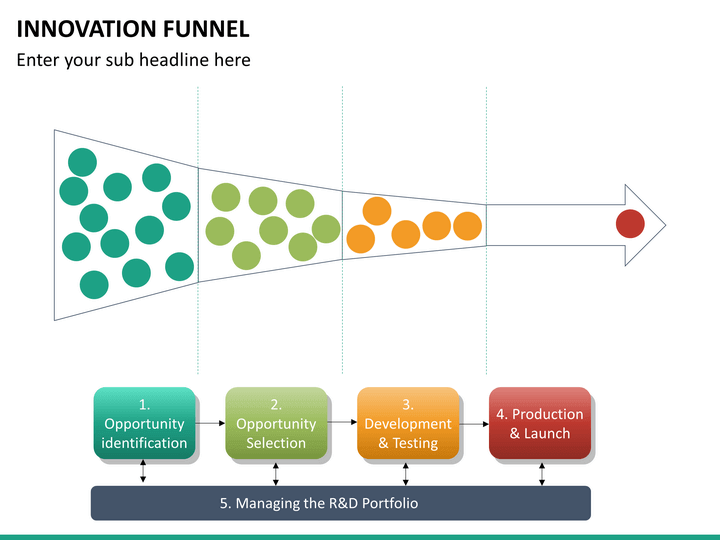 INNOVATION FUNNEL
Enter your sub headline here
1.
Opportunity
identification
2.
Opportunity
Selection
3.
Development
& Testing
4. Production
& Launch
5. Managing the R&D Portfolio